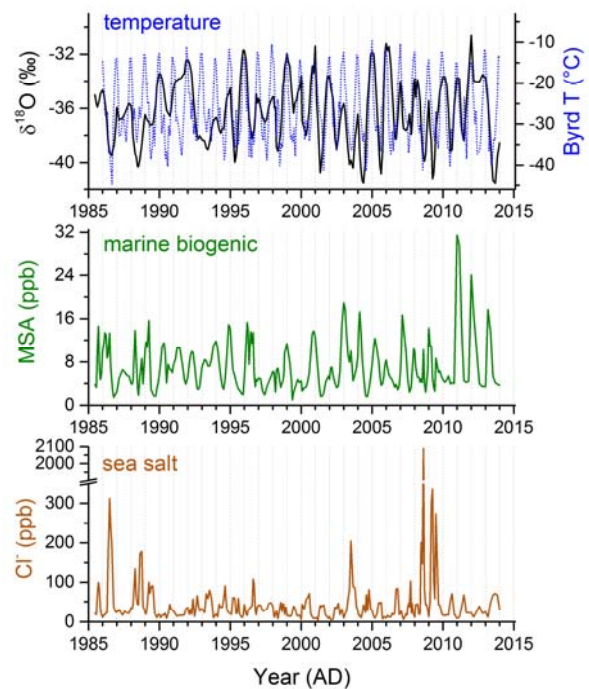 temperature
δ¹⁸O (‰)
-32
-36
-40
Byrd T (°C)
-10
-20
-30
-40
1985 1990 1995 2000 2005 2010 2015
marine biogenic
MSA (ppb)
32
24
16
8
0
1985 1990 1995 2000 2005 2010 2015
sea salt
Cl⁻ (ppb)
2100
2000
300
200
100
0
1985 1990 1995 2000 2005 2010 2015
Year (AD)